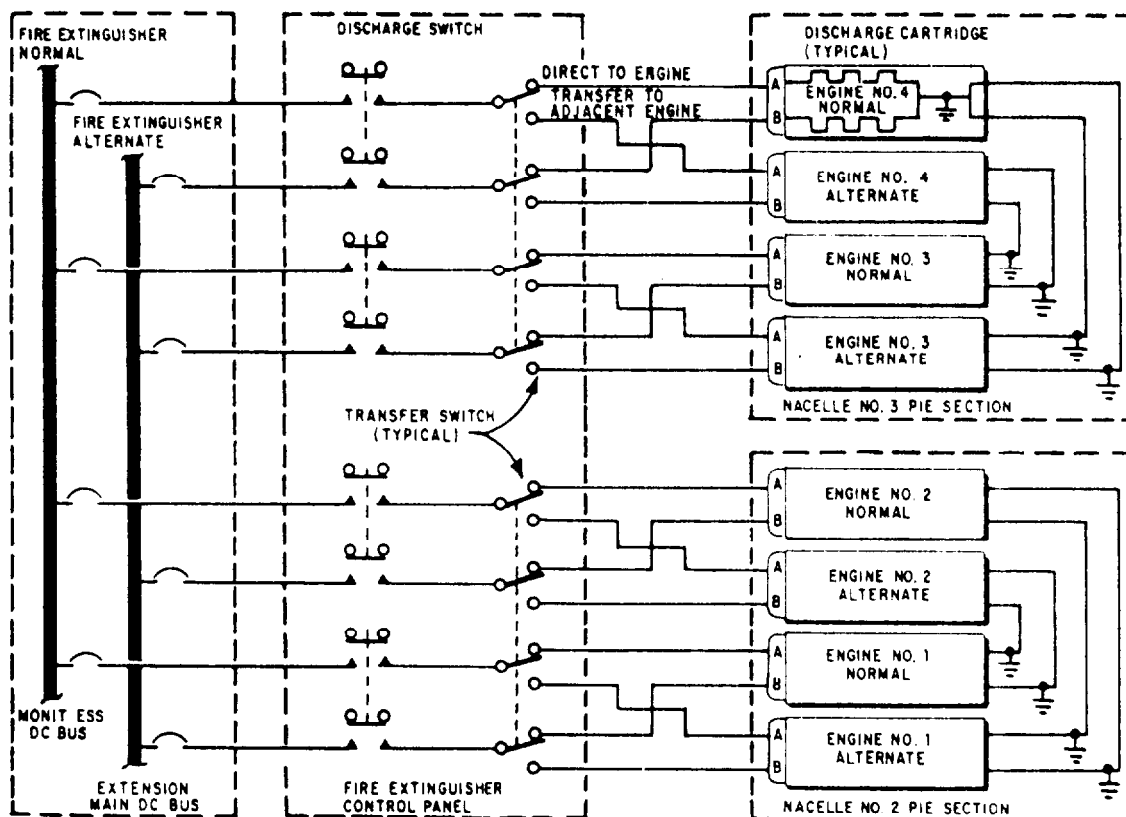 FIRE EXTINGUISHER
NORMAL
FIRE EXTINGUISHER
ALTERNATE
MONIT ESS
DC BUS
EXTENSION
MAIN DC BUS
DISCHARGE SWITCH
DIRECT TO ENGINE
TRANSFER TO
ADJACENT ENGINE
TRANSFER SWITCH
(TYPICAL)
FIRE EXTINGUISHER
CONTROL PANEL
DISCHARGE CARTRIDGE
(TYPICAL)
A
B
ENGINE NO. 4
NORMAL
A
B
ENGINE NO. 4
ALTERNATE
A
B
ENGINE NO. 3
NORMAL
A
B
ENGINE NO. 3
ALTERNATE
NACELLE NO. 3 PIE SECTION
A
B
ENGINE NO. 2
NORMAL
A
B
ENGINE NO. 2
ALTERNATE
A
B
ENGINE NO. 1
NORMAL
A
B
ENGINE NO. 1
ALTERNATE
NACELLE NO. 2 PIE SECTION